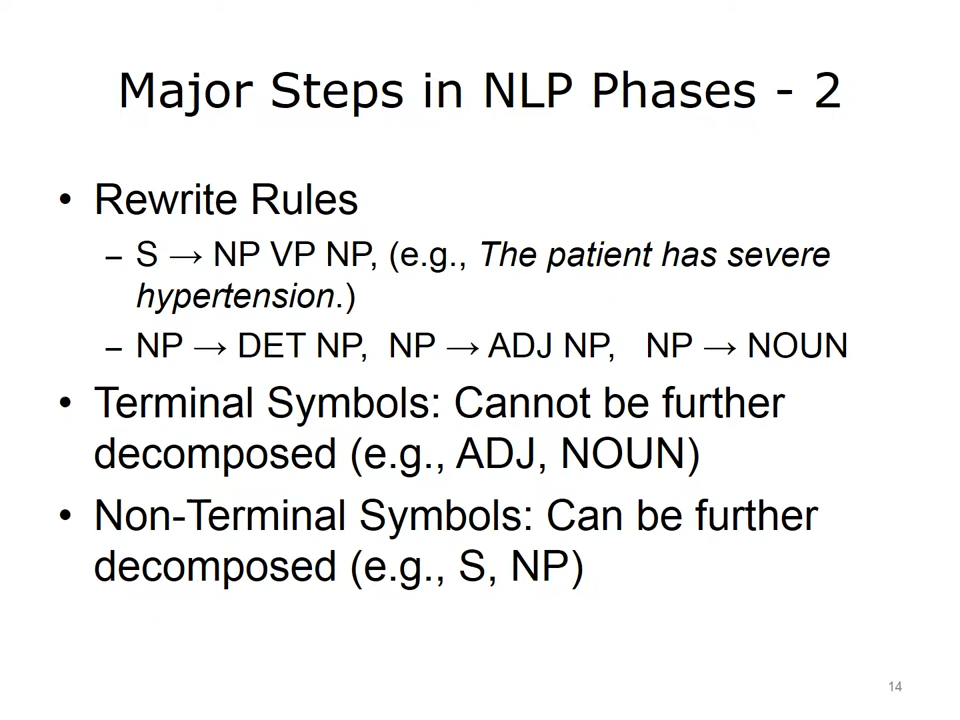 Major Steps in NLP Phases - 2
• Rewrite Rules
– S → NP VP NP, (e.g., The patient has severe
hypertension.)
– NP → DET NP, NP → ADJ NP, NP → NOUN
• Terminal Symbols: Cannot be further
decomposed (e.g., ADJ, NOUN)
• Non-Terminal Symbols: Can be further
decomposed (e.g., S, NP)
14